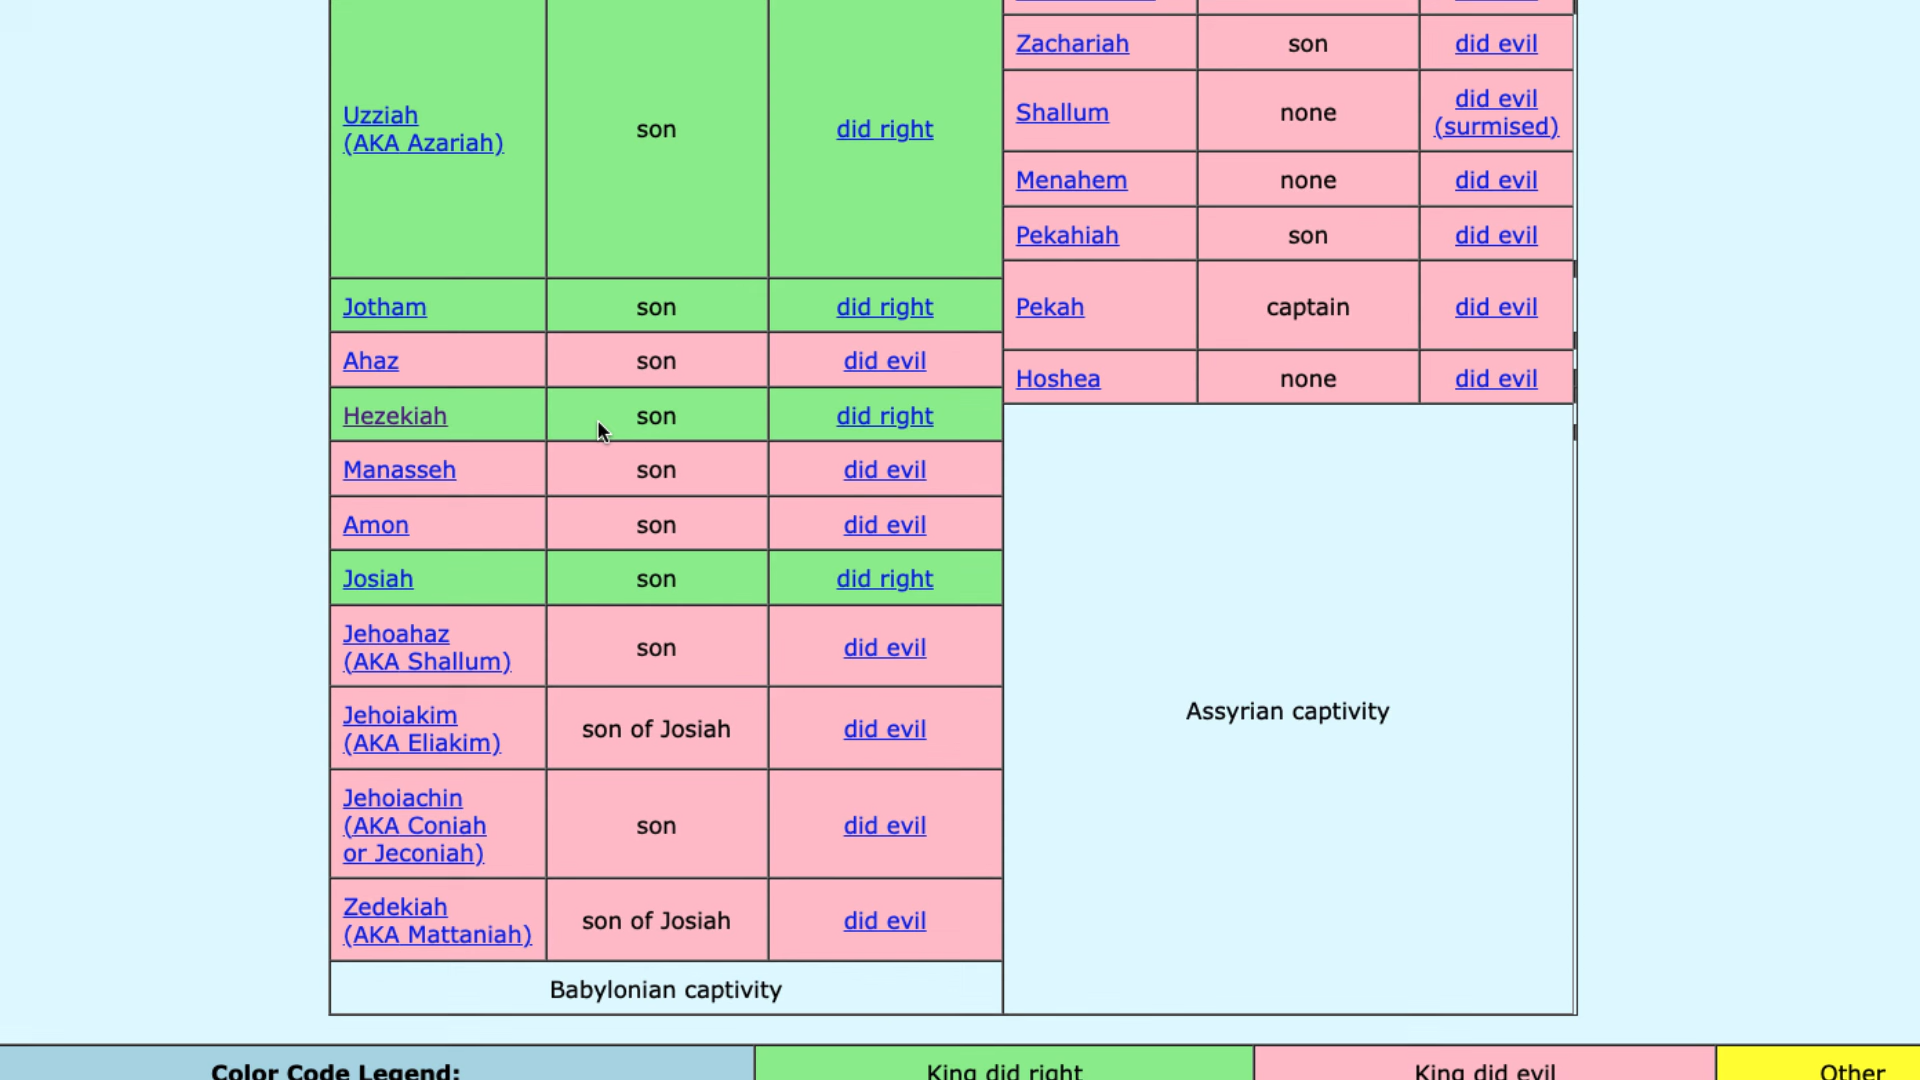 Zachariah son did evil
Shallum none did evil
(surmised)
Menahem none did evil
Pekahiah son did evil
Pekah captain did evil
Hoshea none did evil
Assyrian captivity
Uzziah
(AKA Azariah) son did right
Jotham son did right
Ahaz son did evil
Hezekiah son did right
Manasseh son did evil
Amon son did evil
Josiah son did right
Jehoahaz
(AKA Shallum) son did evil
Jehoiakim
(AKA Eliakim) son of Josiah did evil
Jehoiachin
(AKA Coniah son did evil
or Jeconiah)
Zedekiah
(AKA Mattaniah) son of Josiah did evil
Babylonian captivity
Color Code Legend: King did right King did evil Other